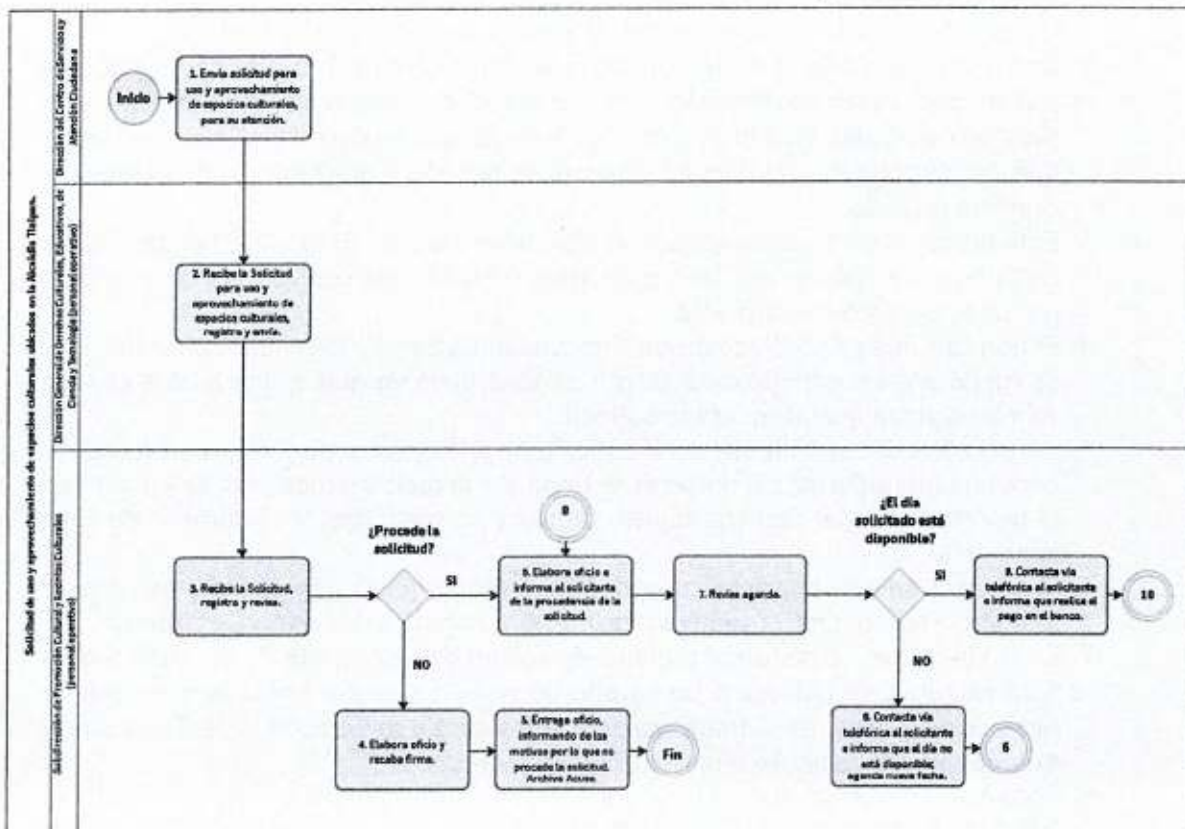 Solicitud de uso y aprovechamiento de espacios culturales ubicados en la Alcaldía Tlalpan.
Dirección del Centro de Servicios y
Atención Ciudadana
Inicio
1. Envía solicitud para
uso y aprovechamiento
de espacios culturales,
para su atención.
Dirección General de Derechos Culturales, Educativos, de
Ciencia y Tecnología (personal operativo)
2. Recibe la Solicitud
para uso y
aprovechamiento de
espacios culturales,
registra y envía.
Subdirección de Promoción Cultural y Recintos Culturales
(personal operativo)
3. Recibe la Solicitud,
registra y revisa.
¿Procede la
solicitud?
SI
NO
4. Elabora oficio y
recaba firma.
5. Entrega oficio,
informando de los
motivos por lo que no
procede la solicitud.
Archiva Acuse.
Fin
8
6. Elabora oficio e
informa al solicitante
de la procedencia de la
solicitud.
7. Revisa agenda.
¿El día
solicitado está
disponible?
SI
NO
9. Contacta vía
telefónica al solicitante
e informa que realice el
pago en el banco.
10
8. Contacta vía
telefónica al solicitante
e informa que el día no
está disponible,
agenda nueva fecha.
6